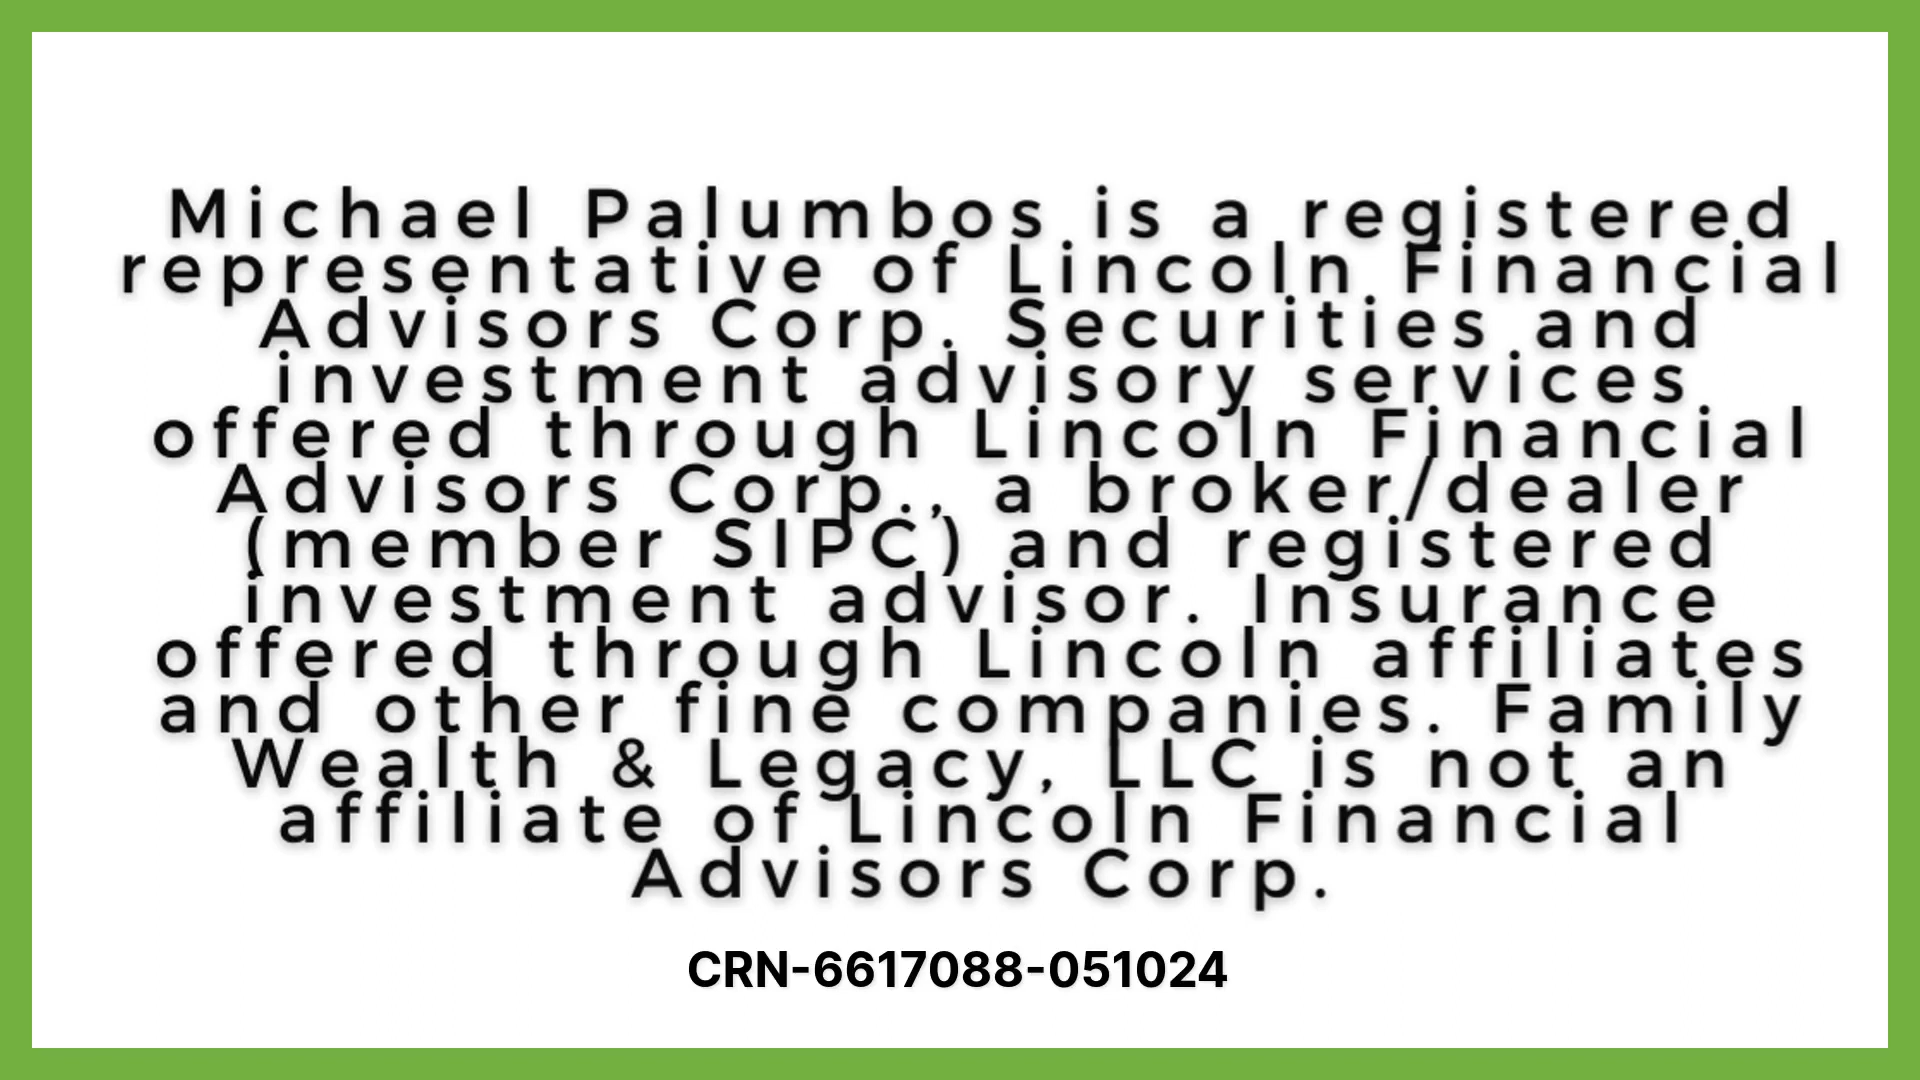 Michael Palumbos is a registered
representative of Lincoln Financial
Advisors Corp. Securities and
investment advisory services
offered through Lincoln Financial
Advisors Corp., a broker/dealer
(member SIPC) and registered
investment advisor. Insurance
offered through Lincoln affiliates
and other fine companies. Family
Wealth & Legacy, LLC is not an
affiliate of Lincoln Financial
Advisors Corp.
CRN-6617088-051024